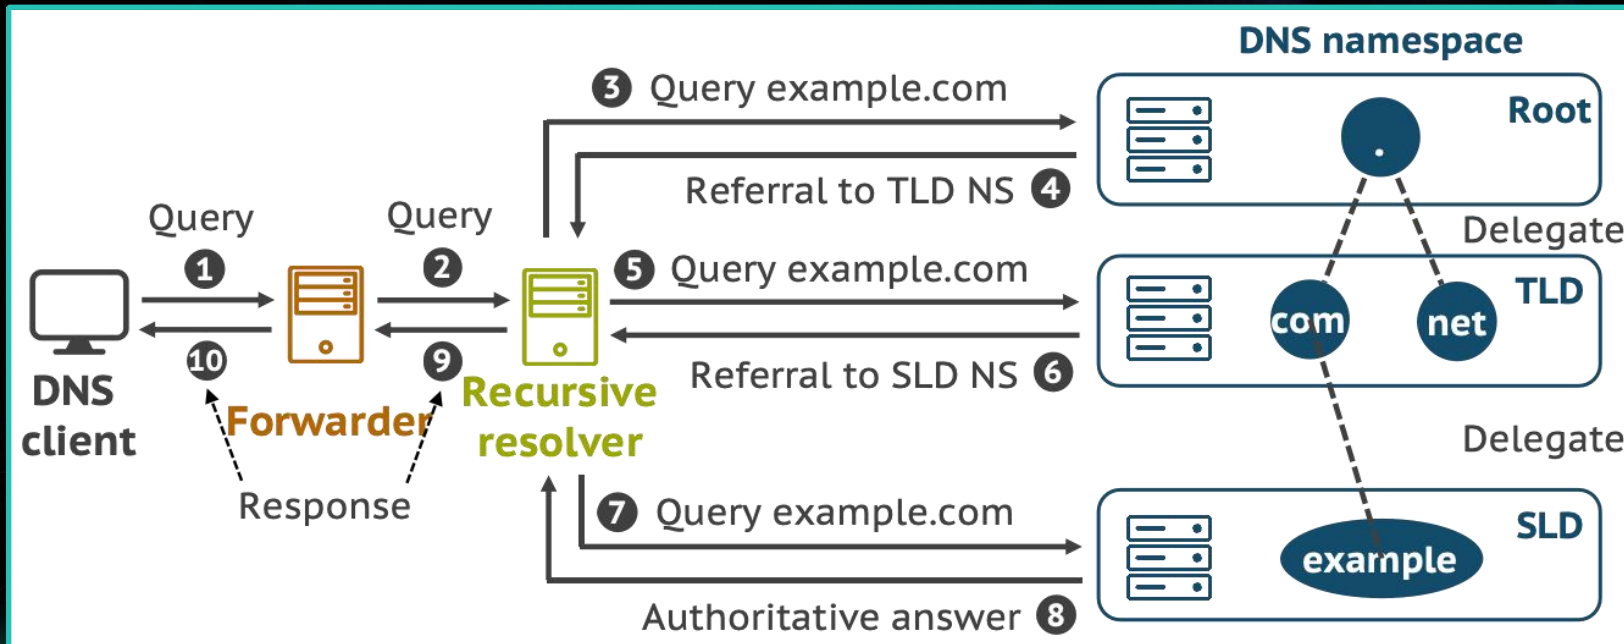 DNS namespace
3 Query example.com
Root
.
Referral to TLD NS 4
Delegate
Query
1
Query
2
5 Query example.com
TLD
com
net
10
9
Referral to SLD NS 6
DNS
client
Forwarder
Recursive
resolver
Delegate
Response
7 Query example.com
SLD
example
Authoritative answer 8